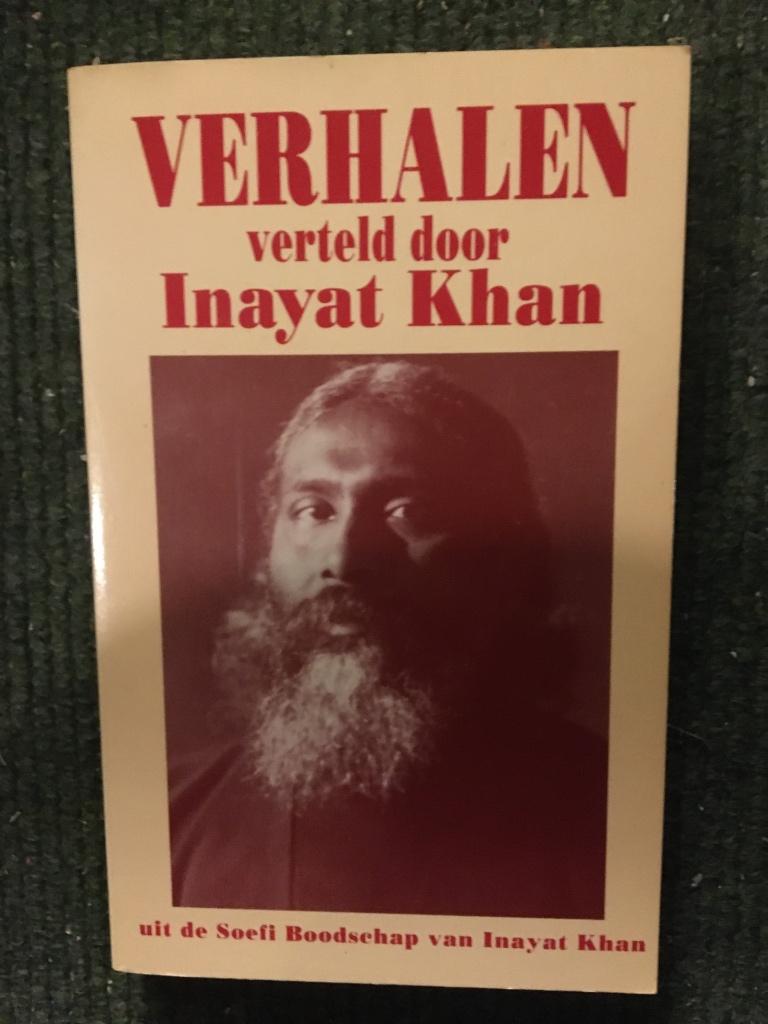 VERHALEN
verteld door
Inayat Khan
uit de Soefi Boodschap van Inayat Khan